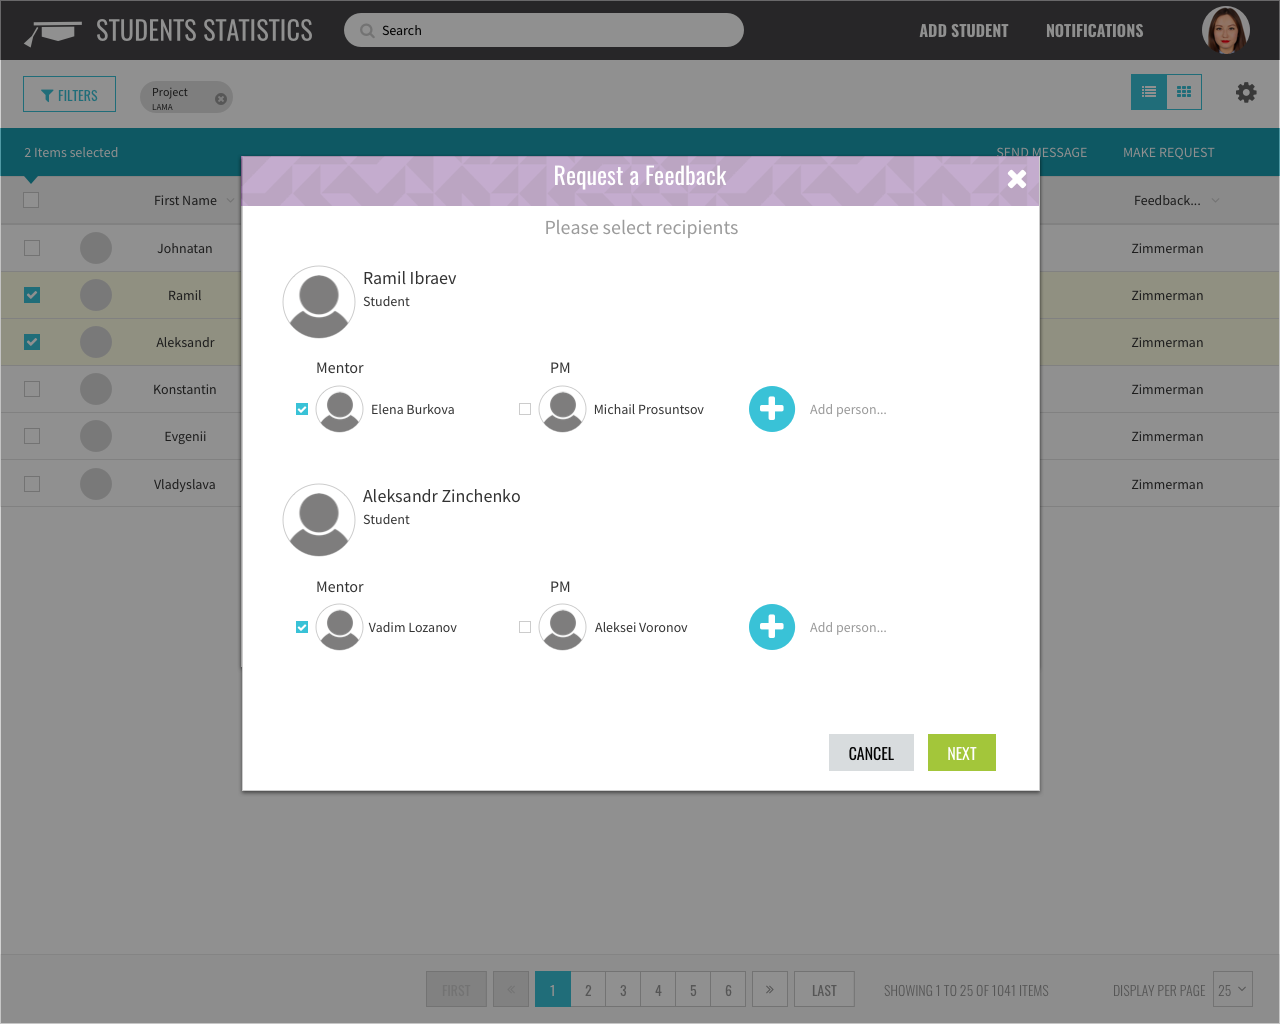 STUDENTS STATISTICS
Search
ADD STUDENT
NOTIFICATIONS
FILTERS
Project
LAMA
2 Items selected
SEND MESSAGE
MAKE REQUEST
Request a Feedback
First Name
Feedback...
Please select recipients
Johnatan
Zimmerman
Ramil
Zimmerman
Aleksandr
Zimmerman
Konstantin
Zimmerman
Evgenii
Zimmerman
Vladyslava
Zimmerman
Ramil Ibraev
Student
Mentor
PM
Elena Burkova
Michail Prosuntsov
Add person...
Aleksandr Zinchenko
Student
Mentor
PM
Vadim Lozanov
Aleksei Voronov
Add person...
CANCEL
NEXT
FIRST
«
1
2
3
4
5
6
»
LAST
SHOWING 1 TO 25 OF 1041 ITEMS
DISPLAY PER PAGE
25